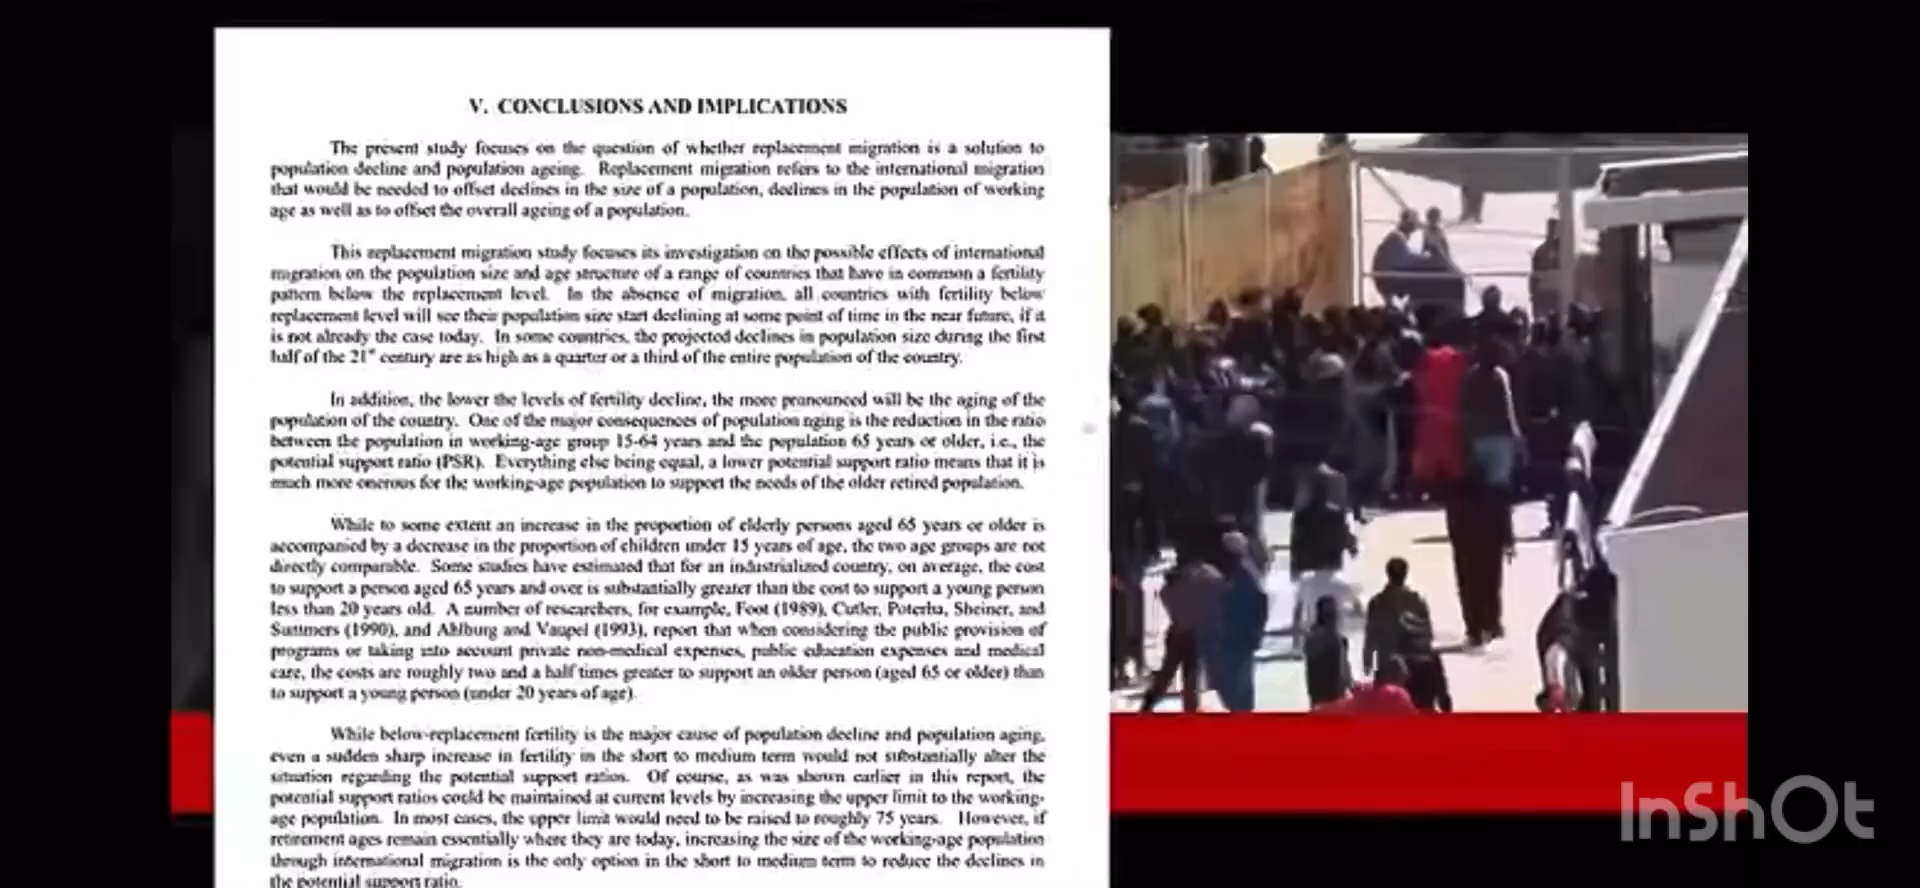 V. CONCLUSIONS AND IMPLICATIONS
The present study focuses on the question of whether replacement migration is a solution to
population decline and population ageing. Replacement migration refers to the international migration
that would be needed to offset declines in the size of a population, declines in the population of working
age as well as to offset the overall ageing of a population.
This replacement migration study focuses its investigation on the possible effects of international
migration on the population size and age structure of a range of countries that have in common a fertility
pattern below the replacement level. In the absence of migration, all countries with fertility below
replacement level will see their population size start declining at some point of time in the near future, if it
is not already the case today. In some countries, the projected declines in population size during the first
half of the 21st century are as high as a quarter or a third of the entire population of the country.
In addition, the lower the levels of fertility decline, the more pronounced will be the aging of the
population of the country. One of the major consequences of population aging is the reduction in the ratio
between the population in working-age group 15-64 years and the population 65 years or older, i.e., the
potential support ratio (PSR). Everything else being equal, a lower potential support ratio means that it is
much more onerous for the working-age population to support the needs of the older retired population.
While to some extent an increase in the proportion of elderly persons aged 65 years or older is
accompanied by a decrease in the proportion of children under 15 years of age, the two age groups are not
directly comparable. Some studies have estimated that for an industrialized country, on average, the cost
to support a person aged 65 years and over is substantially greater than the cost to support a young person
less than 20 years old. A number of researchers, for example, Foot (1989), Cutler, Poterba, Sheiner, and
Summers (1990), and Ahlburg and Vaupel (1993), report that when considering the public provision of
programs or taking into account private non-medical expenses, public education expenses and medical
care, the costs are roughly two and a half times greater to support an older person (aged 65 or older) than
to support a young person (under 20 years of age).
While below-replacement fertility is the major cause of population decline and population aging,
even a sudden sharp increase in fertility in the short to medium term would not substantially alter the
situation regarding the potential support ratios. Of course, as was shown earlier in this report, the
potential support ratios could be maintained at current levels by increasing the upper limit to the working-
age population. In most cases, the upper limit would need to be raised to roughly 75 years. However, if
retirement ages remain essentially where they are today, increasing the size of the working-age population
through international migration is the only option in the short to medium term to reduce the declines in
the potential support ratio.
InShOt